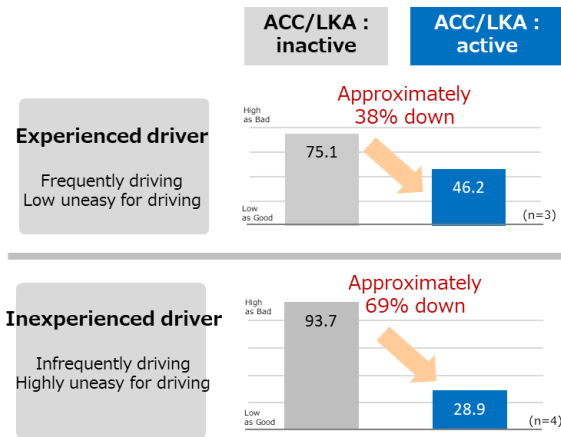 ACC/LKA :
inactive
ACC/LKA :
active
Experienced driver
Frequently driving
Low uneasy for driving
High
as Bad
Approximately
38% down
75.1
46.2
Low
as Good
(n=3)
Inexperienced driver
Infrequently driving
Highly uneasy for driving
High
as Bad
Approximately
69% down
93.7
28.9
Low
as Good
(n=4)